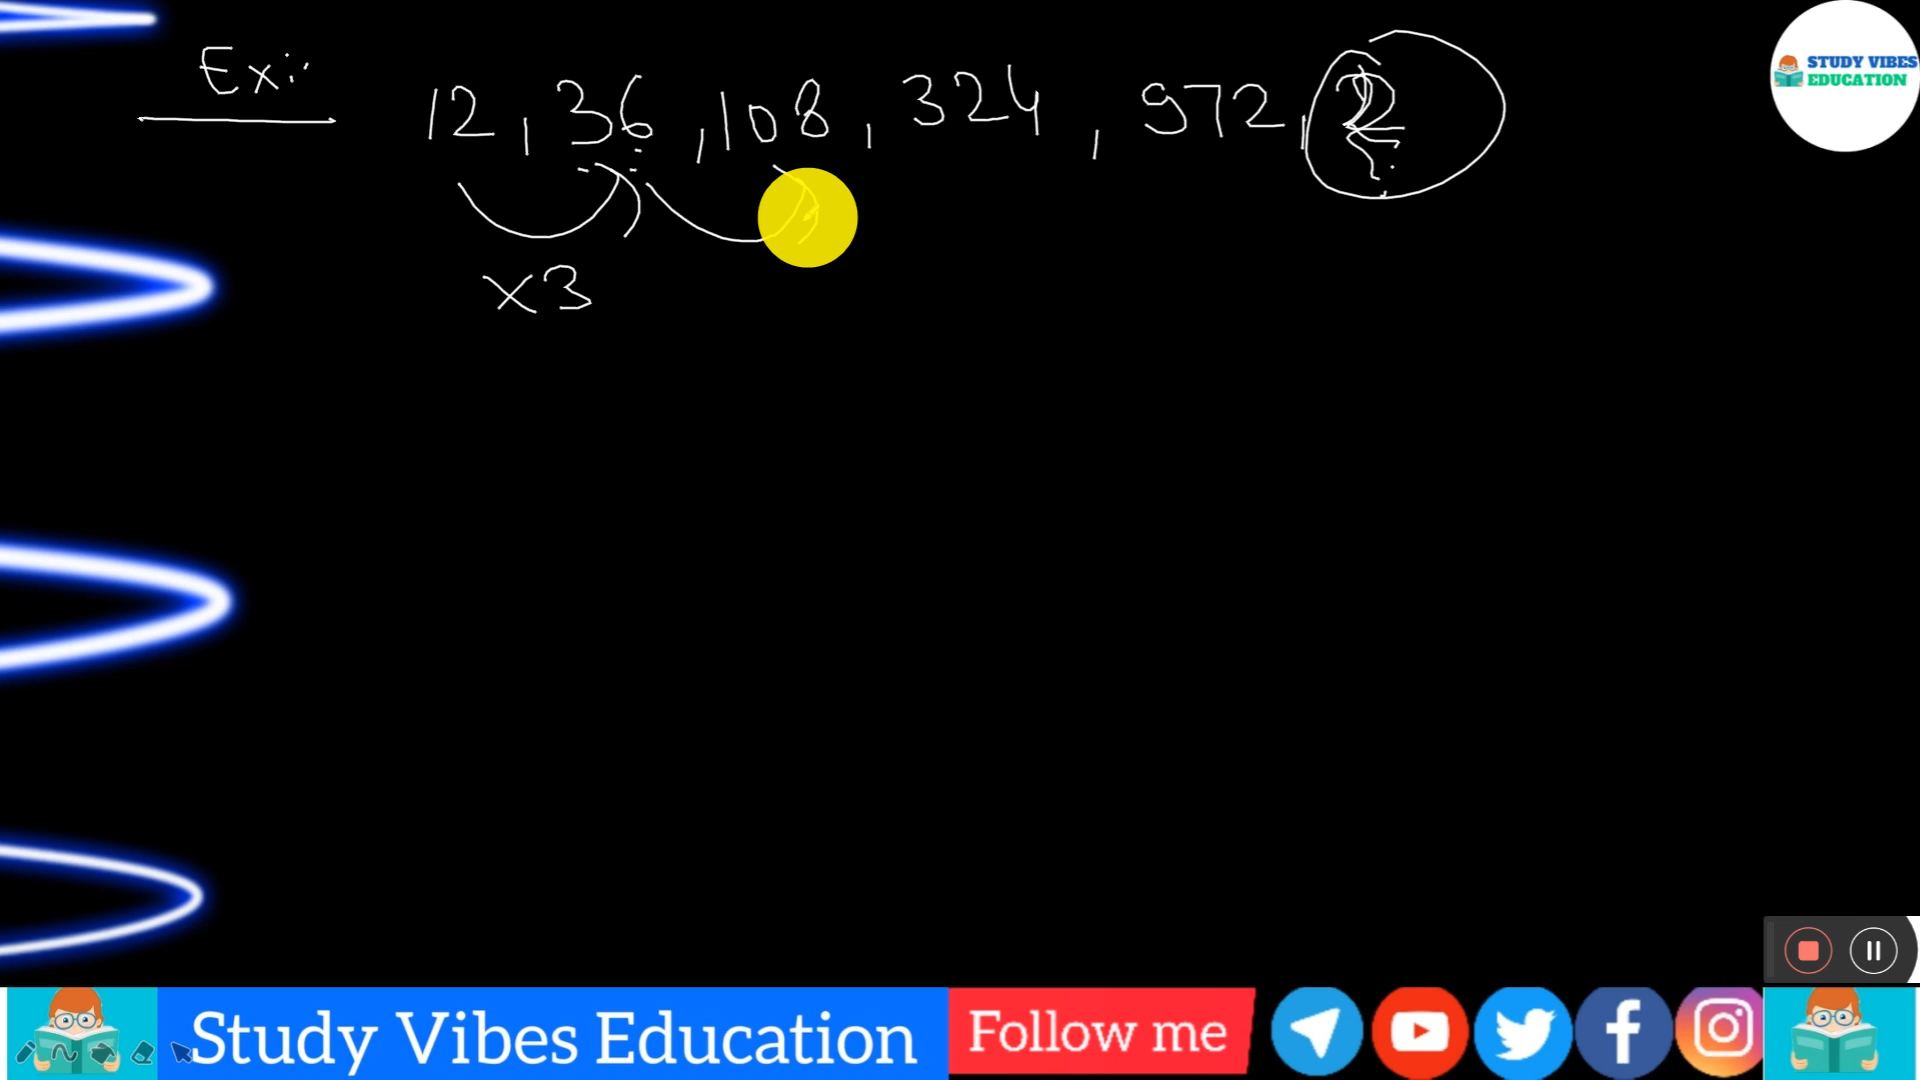 STUDY VIBES
EDUCATION
Ex:-
12, 36, 108, 324, 972, ?
×3
Study Vibes Education
Follow me